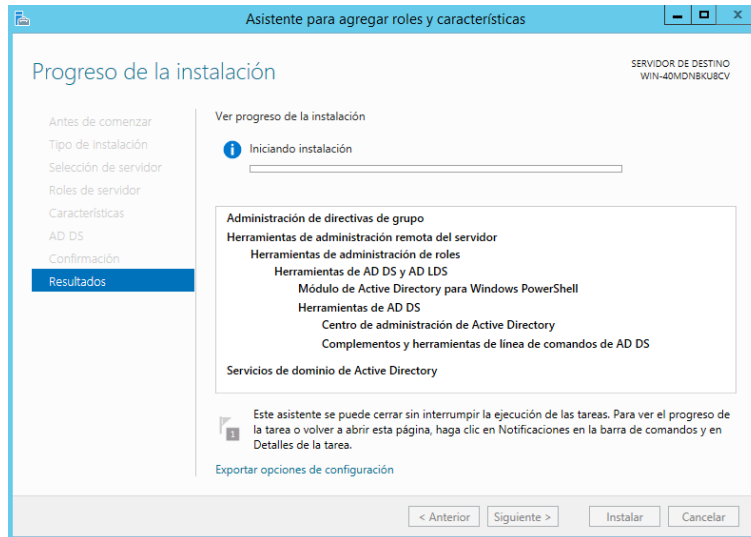 Asistente para agregar roles y características
Progreso de la instalación
SERVIDOR DE DESTINO
WIN-40MDNBKU8CV
Antes de comenzar
Tipo de instalación
Selección de servidor
Roles de servidor
Características
AD DS
Confirmación
Resultados
Ver progreso de la instalación
Iniciando instalación
Administración de directivas de grupo
Herramientas de administración remota del servidor
Herramientas de administración de roles
Herramientas de AD DS y AD LDS
Módulo de Active Directory para Windows PowerShell
Herramientas de AD DS
Centro de administración de Active Directory
Complementos y herramientas de línea de comandos de AD DS
Servicios de dominio de Active Directory
1
Este asistente se puede cerrar sin interrumpir la ejecución de las tareas. Para ver el progreso de
la tarea o volver a abrir esta página, haga clic en Notificaciones en la barra de comandos y en
Detalles de la tarea.
Exportar opciones de configuración
< Anterior
Siguiente >
Instalar
Cancelar